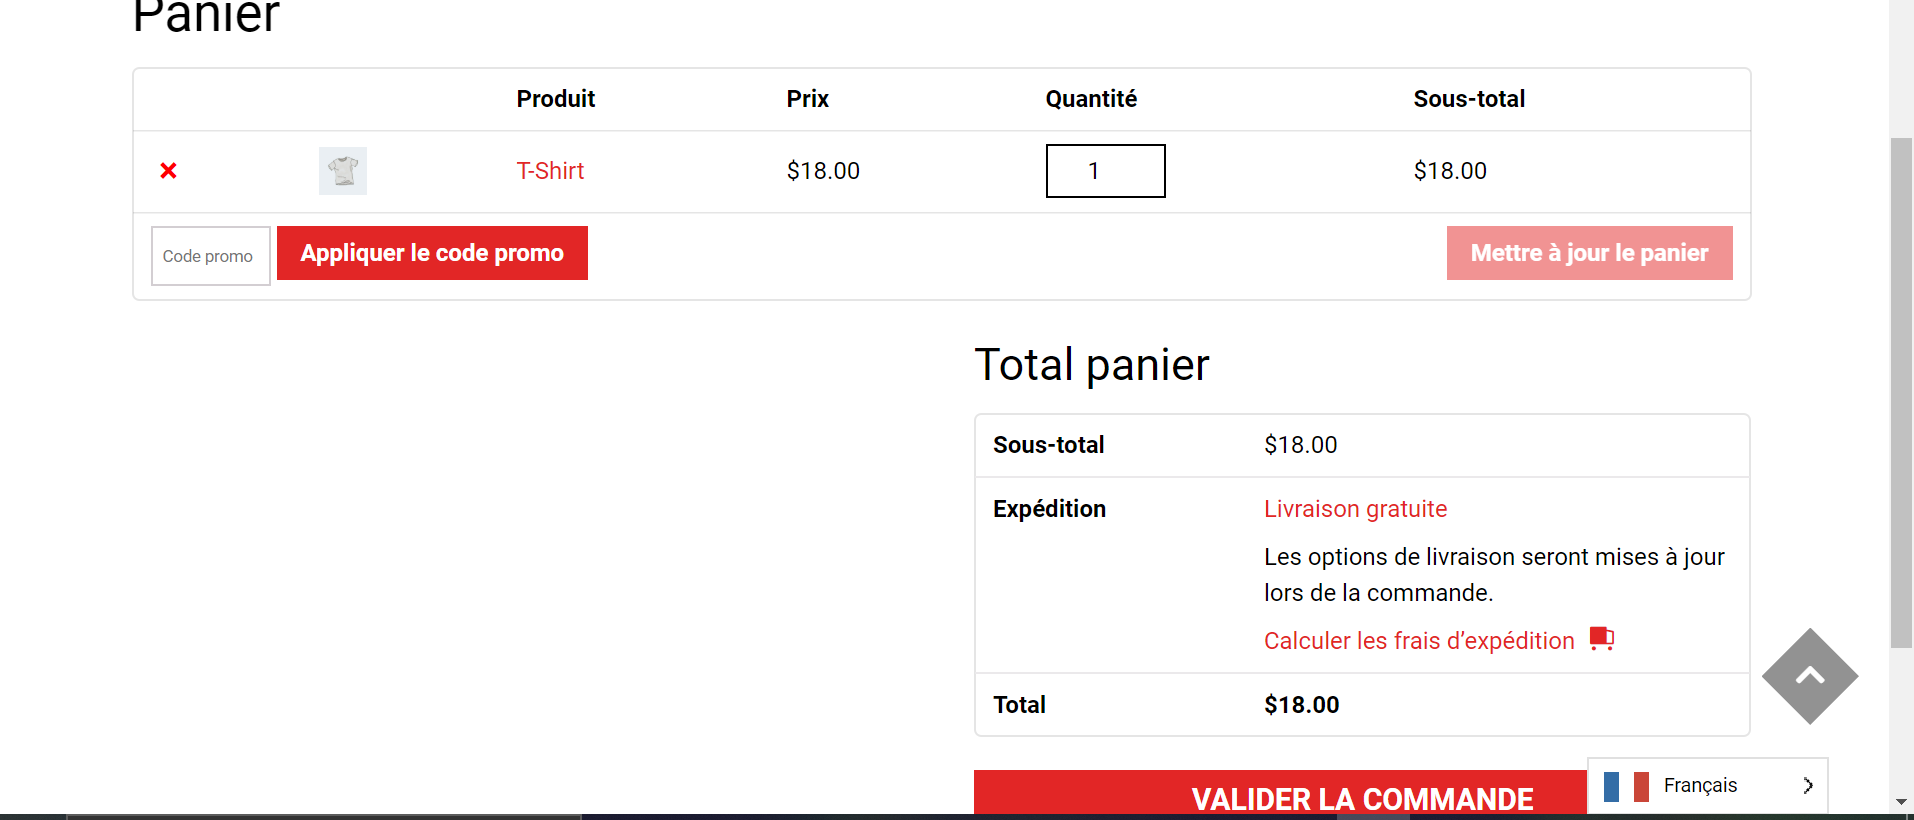 Panier
Produit Prix Quantité Sous-total
T-Shirt $18.00 1 $18.00
Code promo Appliquer le code promo Mettre à jour le panier
Total panier
Sous-total $18.00
Expédition Livraison gratuite
Les options de livraison seront mises à jour
lors de la commande.
Calculer les frais d’expédition
Total $18.00
VALIDER LA COMMANDE
Français